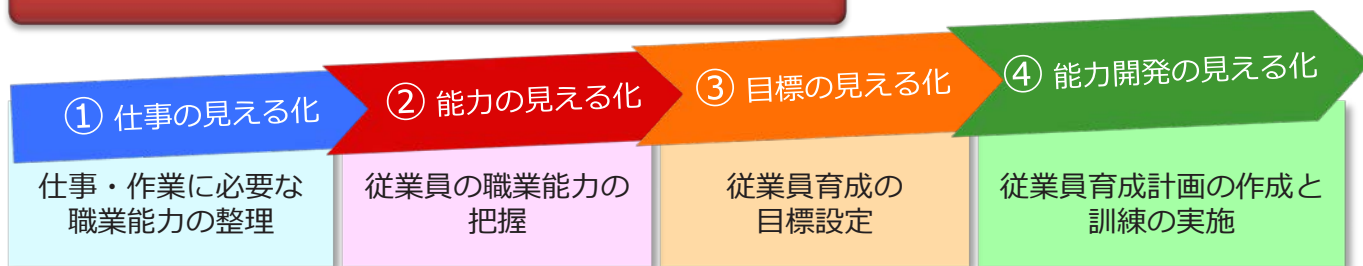 ① 仕事の見える化
② 能力の見える化
③ 目標の見える化
④ 能力開発の見える化
仕事・作業に必要な
職業能力の整理
従業員の職業能力の
把握
従業員育成の
目標設定
従業員育成計画の作成と
訓練の実施